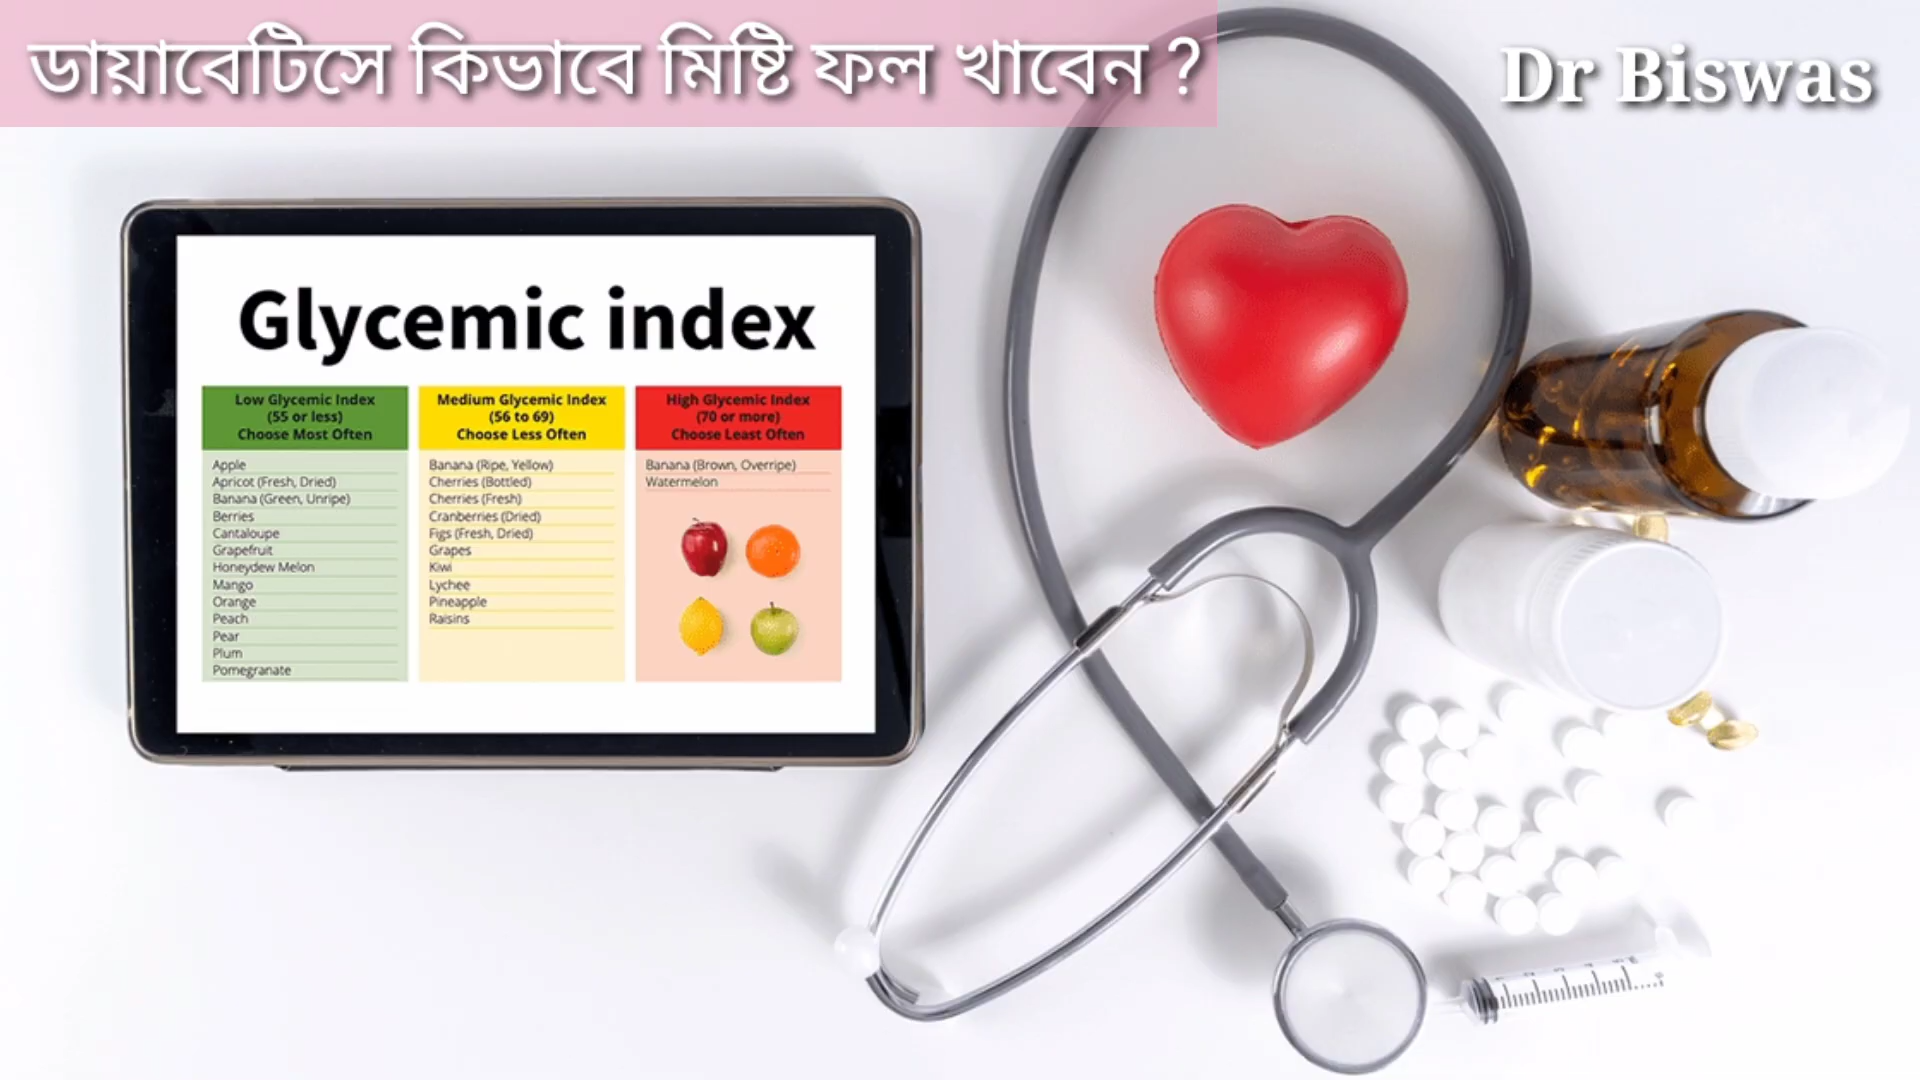 ডায়াবেটিসে কিভাবে মিষ্টি ফল খাবেন ?
Dr Biswas
Glycemic index
Low Glycemic Index
(55 or less)
Choose Most Often
Apple
Apricot (Fresh, Dried)
Banana (Green, Unripe)
Berries
Cantaloupe
Grapefruit
Honeydew Melon
Mango
Orange
Peach
Pear
Plum
Pomegranate
Medium Glycemic Index
(56 to 69)
Choose Less Often
Banana (Ripe, Yellow)
Cherries (Bottled)
Cherries (Fresh)
Cranberries (Dried)
Figs (Fresh, Dried)
Grapes
Kiwi
Lychee
Pineapple
Raisins
High Glycemic Index
(70 or more)
Choose Least Often
Banana (Brown, Overripe)
Watermelon